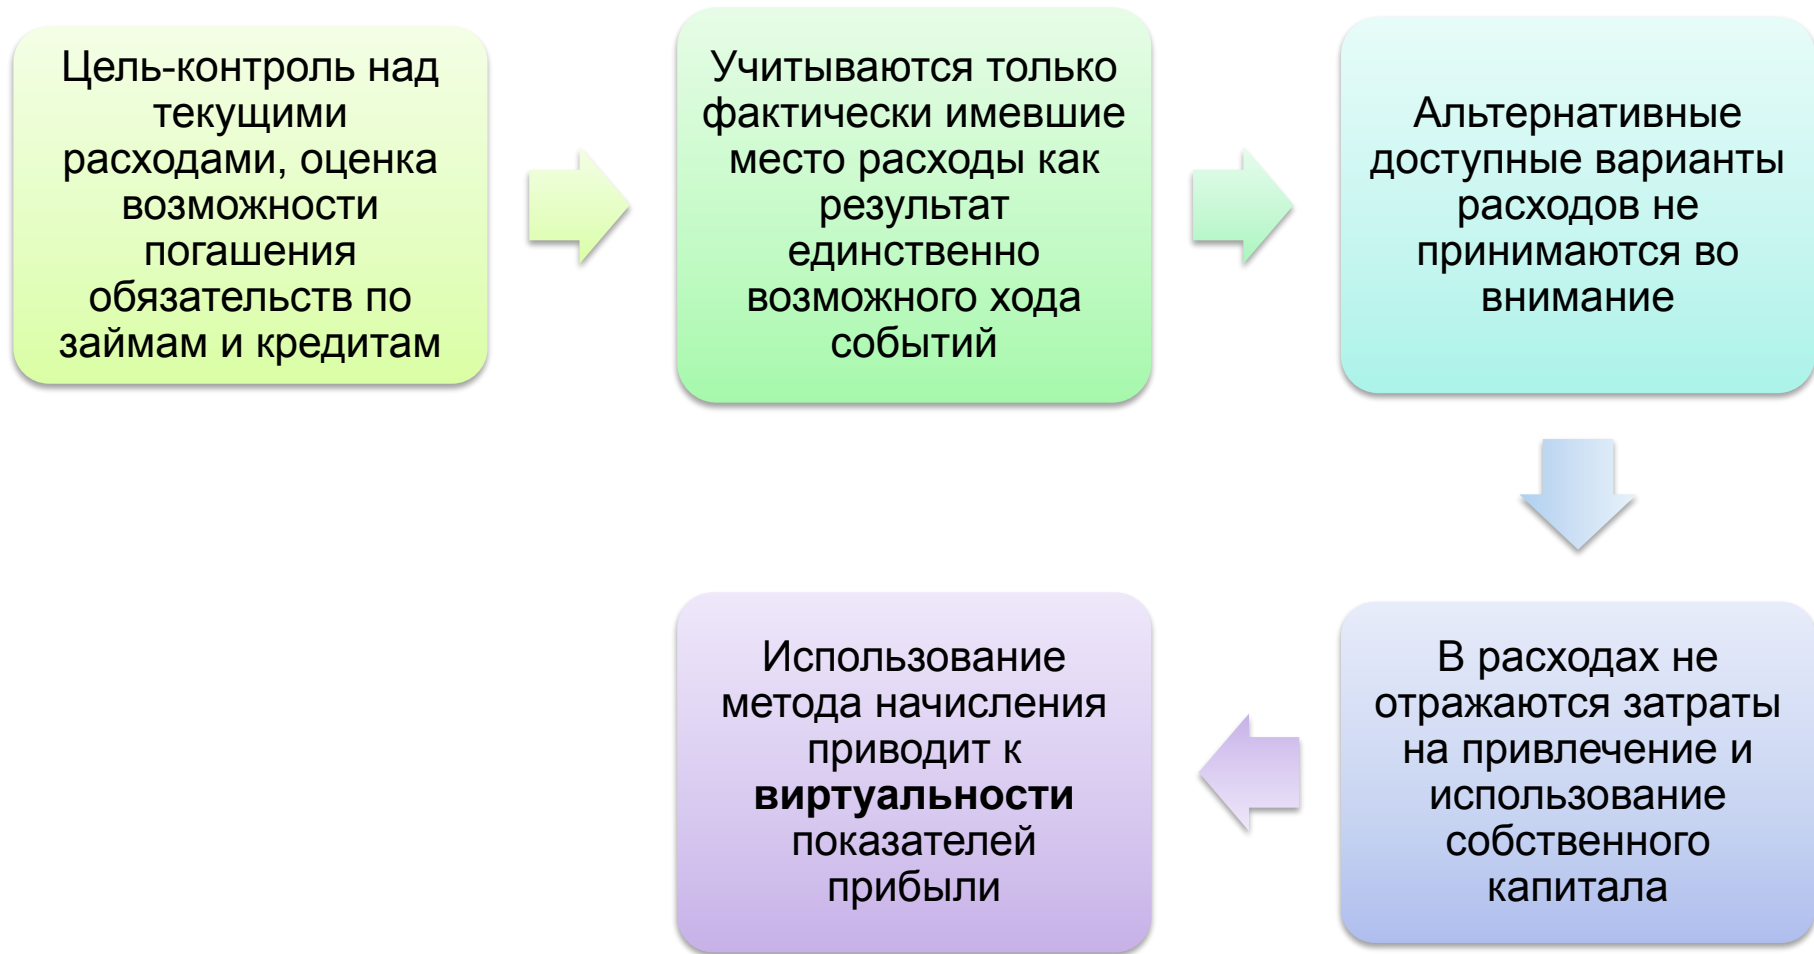 Цель-контроль над
текущими
расходами, оценка
возможности
погашения
обязательств по
займам и кредитам
Учитываются только
фактически имевшие
место расходы как
результат
единственно
возможного хода
событий
Альтернативные
доступные варианты
расходов не
принимаются во
внимание
В расходах не
отражаются затраты
на привлечение и
использование
собственного
капитала
Использование
метода начисления
приводит к
виртуальности
показателей
прибыли